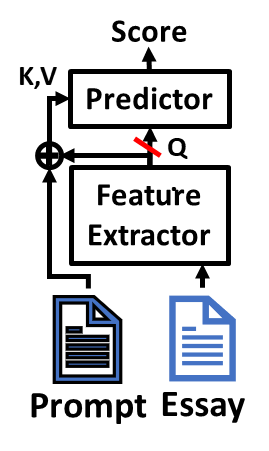 Score
K,V
Predictor
Q
Feature
Extractor
Prompt
Essay